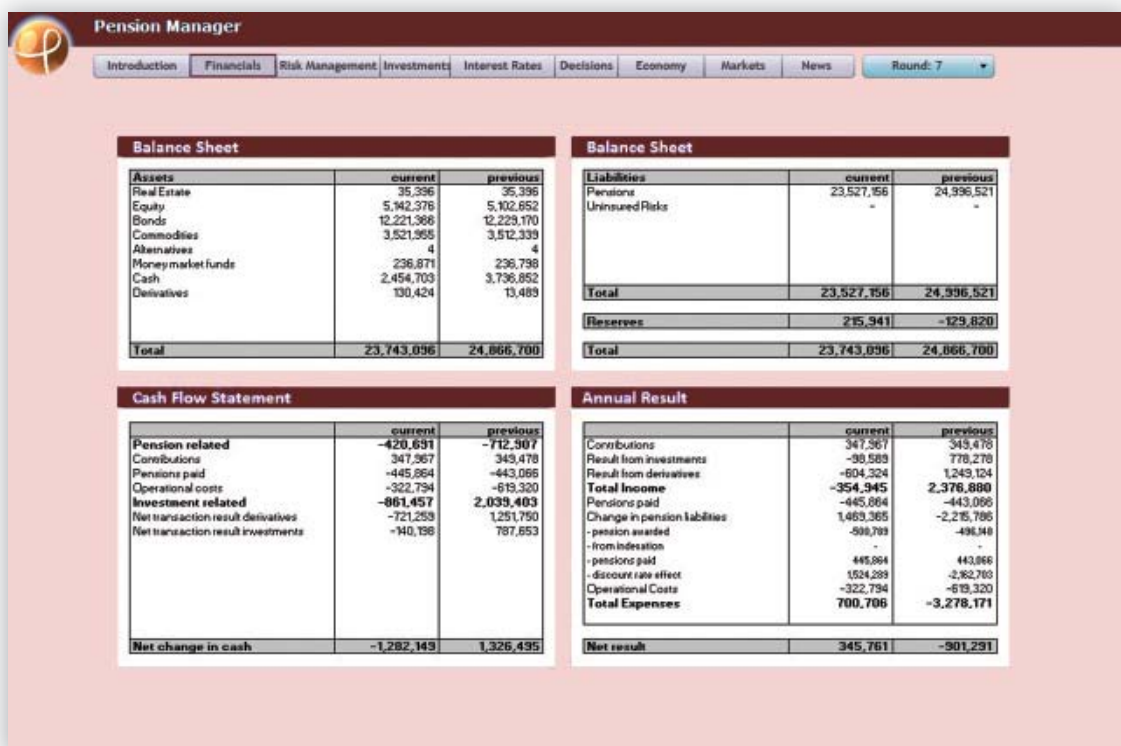 Pension Manager
Introduction Financials Risk Management Investments Interest Rates Decisions Economy Markets News Round: 7
Balance Sheet
Assets current previous
Real Estate 35,396 35,396
Equity 5,142,376 5,102,652
Bonds 12,221,366 12,229,170
Commodities 3,521,955 3,512,339
Alternatives 4 4
Money market funds 236,871 236,798
Cash 2,454,703 3,736,852
Derivatives 130,424 13,489
Total 23,743,096 24,866,700
Balance Sheet
Liabilities current previous
Pensions 23,527,156 24,996,521
Uninsured Risks - -
Total 23,527,156 24,996,521
Reserves 215,941 -129,820
Total 23,743,096 24,866,700
Cash Flow Statement
current previous
Pension related -420,691 -712,907
Contributions 347,967 349,478
Pensions paid -445,864 -443,066
Operational costs -322,794 -619,320
Investment related -861,457 2,039,403
Net transaction result derivatives -721,259 1,251,750
Net transaction result investments -140,198 787,653
Net change in cash -1,282,149 1,326,495
Annual Result
current previous
Contributions 347,967 349,478
Result from investments -98,589 778,278
Result from derivatives -604,324 1,249,124
Total Income -354,945 2,376,880
Pensions paid -445,864 -443,066
Change in pension liabilities 1,469,365 -2,215,786
- pension awarded -500,789 -496,148
- from indexation - -
- pensions paid 445,864 443,066
- discount rate effect 1,524,289 -2,162,703
Operational Costs -322,794 -619,320
Total Expenses 700,706 -3,278,171
Net result 345,761 -901,291